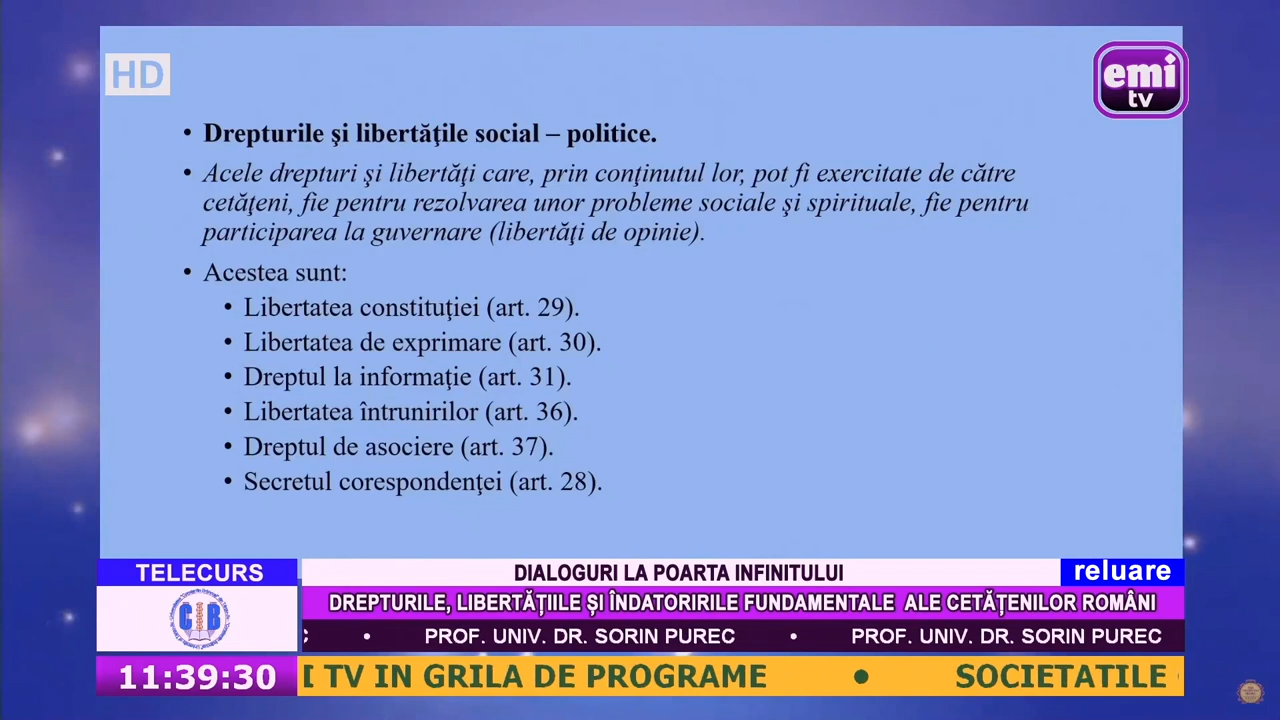 HD
emi
tv
• Drepturile şi libertăţile social – politice.
• Acele drepturi şi libertăţi care, prin conţinutul lor, pot fi exercitate de către
cetăţeni, fie pentru rezolvarea unor probleme sociale şi spirituale, fie pentru
participarea la guvernare (libertăţi de opinie).
• Acestea sunt:
• Libertatea constituţiei (art. 29).
• Libertatea de exprimare (art. 30).
• Dreptul la informaţie (art. 31).
• Libertatea întrunirilor (art. 36).
• Dreptul de asociere (art. 37).
• Secretul corespondenţei (art. 28).
TELECURS
DIALOGURI LA POARTA INFINITULUI
reluare
DREPTURILE, LIBERTĂȚIILE ȘI ÎNDATORIRILE FUNDAMENTALE ALE CETĂȚENILOR ROMÂNI
CB
• PROF. UNIV. DR. SORIN PUREC • PROF. UNIV. DR. SORIN PUREC
11:39:30
I TV IN GRILA DE PROGRAME • SOCIETATILE